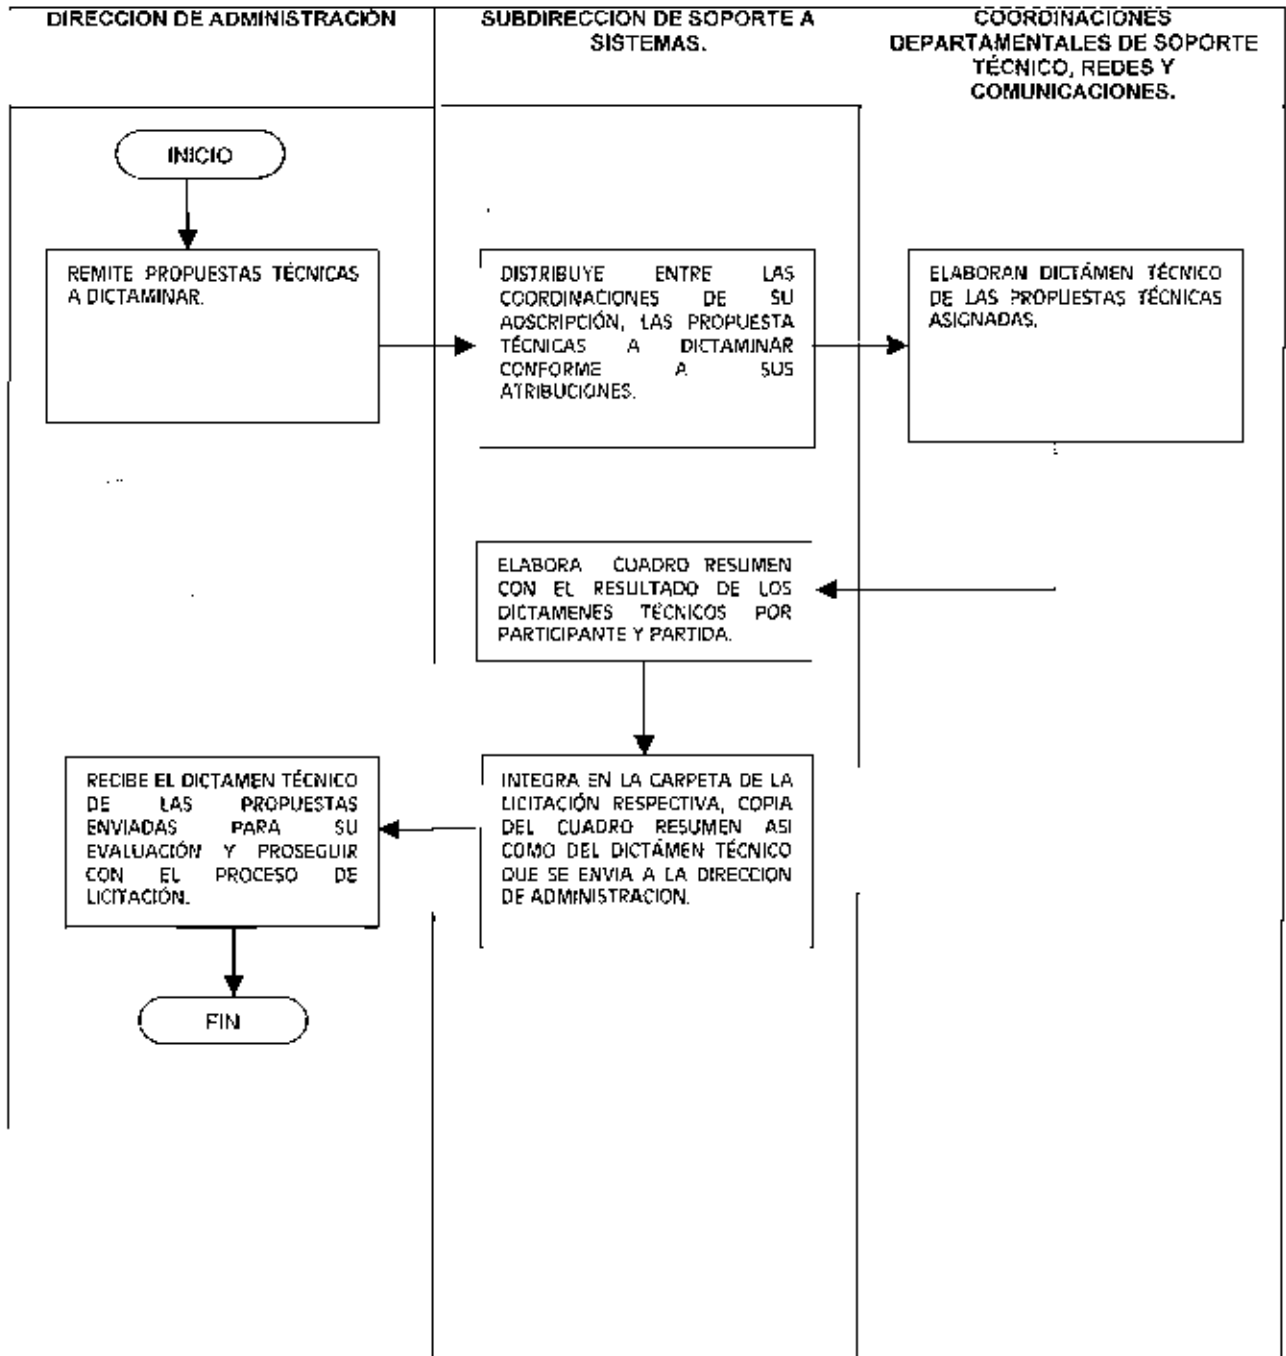 DIRECCION DE ADMINISTRACIÓN
SUBDIRECCION DE SOPORTE A
SISTEMAS.
COORDINACIONES
DEPARTAMENTALES DE SOPORTE
TÉCNICO, REDES Y
COMUNICACIONES.
INICIO
REMITE PROPUESTAS TÉCNICAS
A DICTAMINAR.
DISTRIBUYE ENTRE LAS
COORDINACIONES DE SU
ADSCRIPCIÓN, LAS PROPUESTA
TÉCNICAS A DICTAMINAR
CONFORME A SUS
ATRIBUCIONES.
ELABORAN DICTÁMEN TÉCNICO
DE LAS PROPUESTAS TÉCNICAS
ASIGNADAS.
ELABORA CUADRO RESUMEN
CON EL RESULTADO DE LOS
DICTAMENES TÉCNICOS POR
PARTICIPANTE Y PARTIDA.
RECIBE EL DICTAMEN TÉCNICO
DE LAS PROPUESTAS
ENVIADAS PARA SU
EVALUACIÓN Y PROSEGUIR
CON EL PROCESO DE
LICITACIÓN.
INTEGRA EN LA CARPETA DE LA
LICITACIÓN RESPECTIVA, COPIA
DEL CUADRO RESUMEN ASI
COMO DEL DICTÁMEN TÉCNICO
QUE SE ENVIA A LA DIRECCION
DE ADMINISTRACION.
FIN